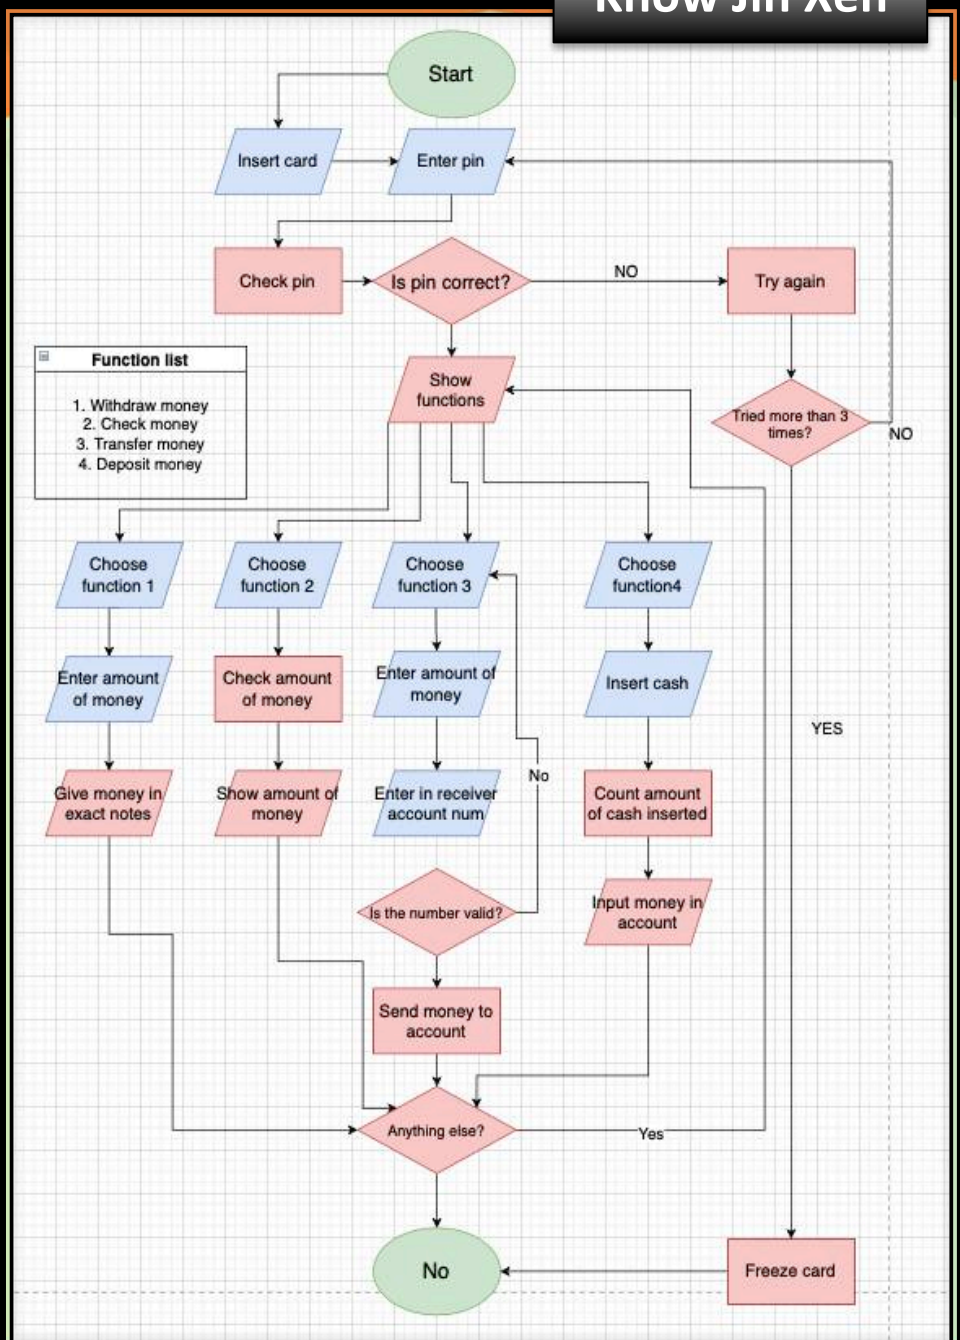 Know Jin Xen
Start
Insert card
Enter pin
Check pin
Is pin correct?
NO
Try again
Function list
1. Withdraw money
2. Check money
3. Transfer money
4. Deposit money
Show
functions
Tried more than 3
times?
NO
Choose
function 1
Choose
function 2
Choose
function 3
Choose
function4
Enter amount
of money
Check amount
of money
Enter amount of
money
Insert cash
YES
No
Give money in
exact notes
Show amount of
money
Enter in receiver
account num
Count amount
of cash inserted
Is the number valid?
Input money in
account
Send money to
account
Anything else?
Yes
No
Freeze card